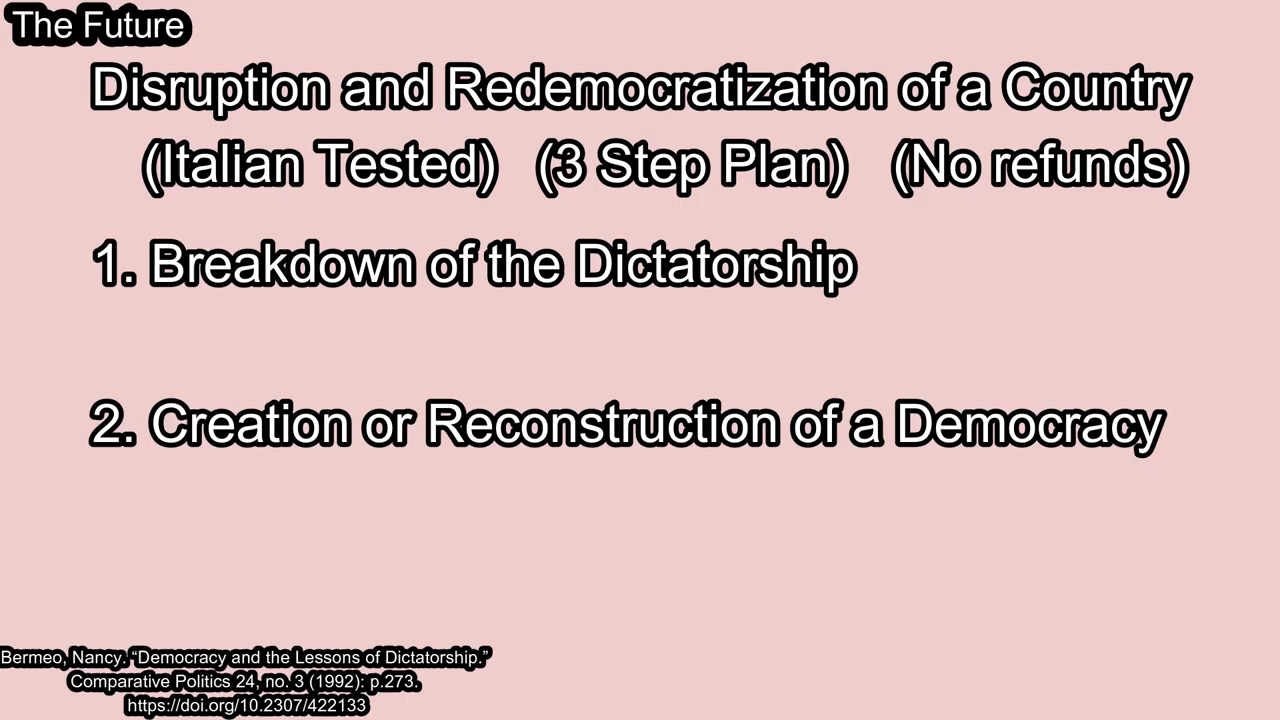 The Future
Disruption and Redemocratization of a Country
(Italian Tested) (3 Step Plan) (No refunds)
1. Breakdown of the Dictatorship
2. Creation or Reconstruction of a Democracy
Bermeo, Nancy. “Democracy and the Lessons of Dictatorship.”
Comparative Politics 24, no. 3 (1992): p.273.
https://doi.org/10.2307/422133